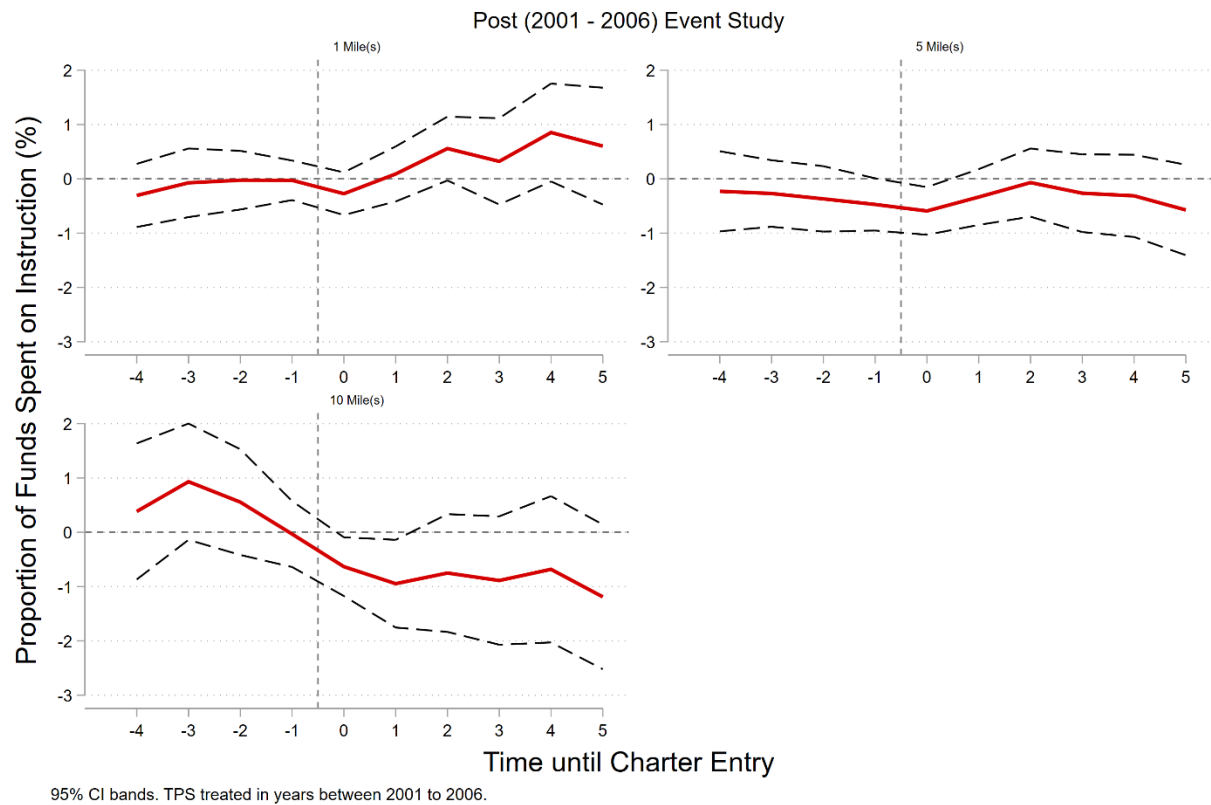 Post (2001 - 2006) Event Study
Proportion of Funds Spent on Instruction (%)
1 Mile(s)
2
1
0
-1
-2
-3
-4 -3 -2 -1 0 1 2 3 4 5
5 Mile(s)
2
1
0
-1
-2
-3
-4 -3 -2 -1 0 1 2 3 4 5
10 Mile(s)
2
1
0
-1
-2
-3
-4 -3 -2 -1 0 1 2 3 4 5
Time until Charter Entry
95% CI bands. TPS treated in years between 2001 to 2006.